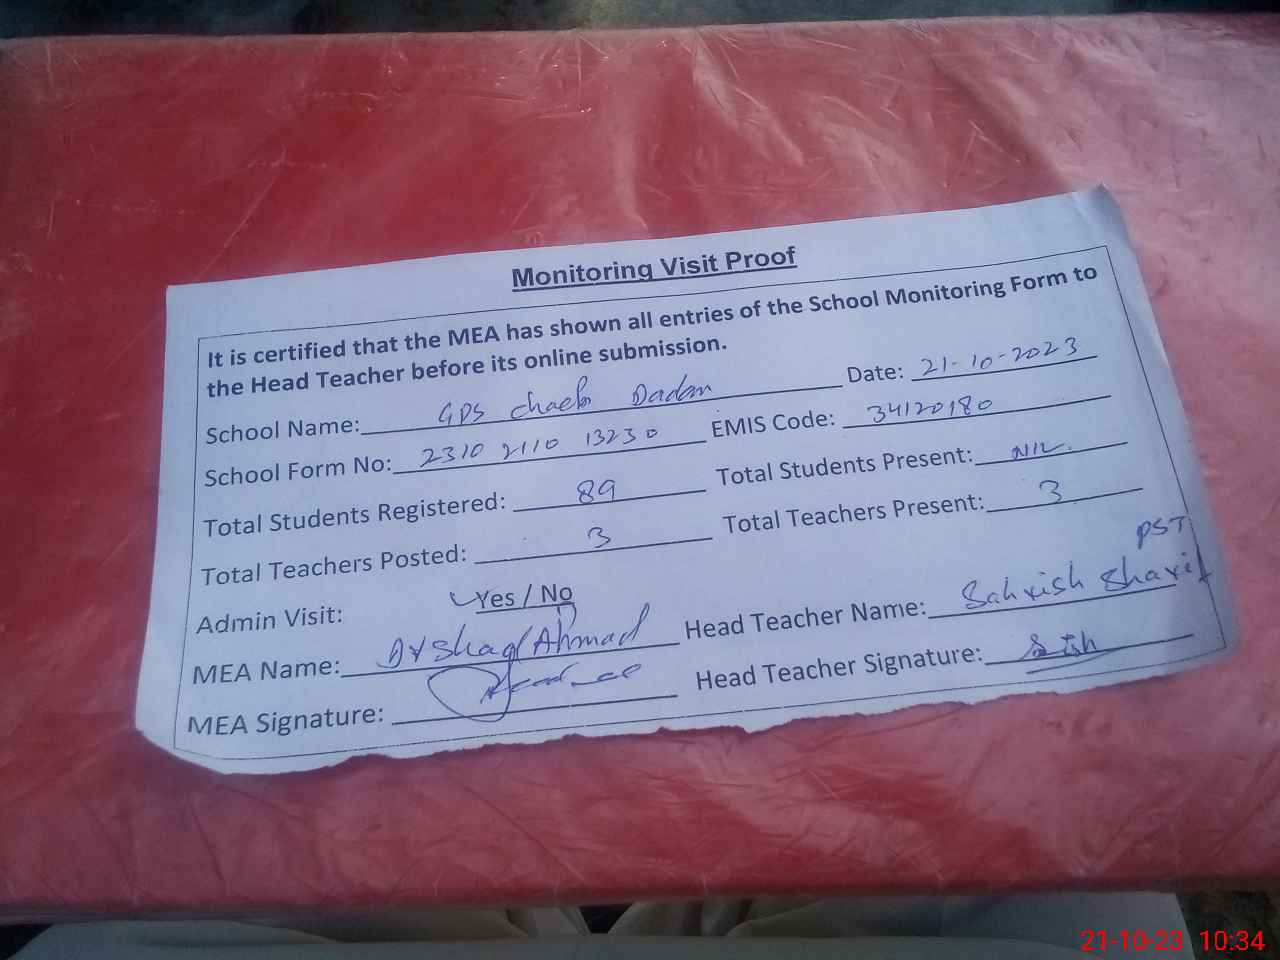 Monitoring Visit Proof
It is certified that the MEA has shown all entries of the School Monitoring Form to
the Head Teacher before its online submission.
School Name: GPS Dadan Date: 21-10-2023
School Form No: 2310 2110 13230 EMIS Code: 34120180
Total Students Registered: 89 Total Students Present: NIL.
Total Teachers Posted: 3 Total Teachers Present: 3
PST
Admin Visit: Yes / No Head Teacher Name: Sahrish Sharif
MEA Name: Ahmad Head Teacher Signature:
MEA Signature:
21-10-23 10:34